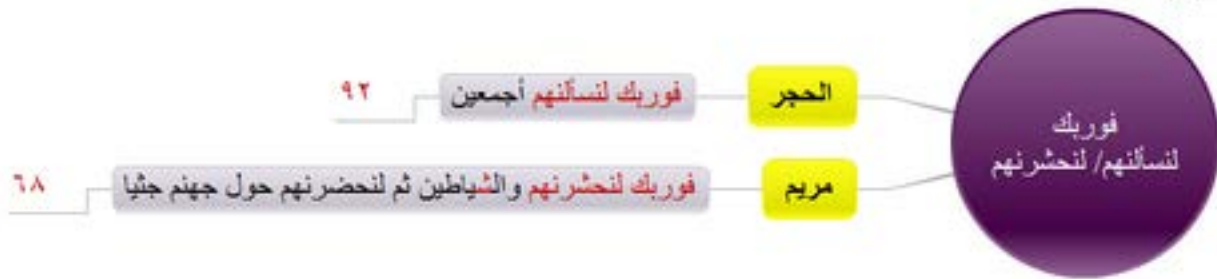 فوربك
لنسألنهم/ لنحشرنهم
الحجر
فوربك لنسألنهم أجمعين
٩٢
مريم
فوربك لنحشرنهم والشياطين ثم لنحضرنهم حول جهنم جثيا
٦٨